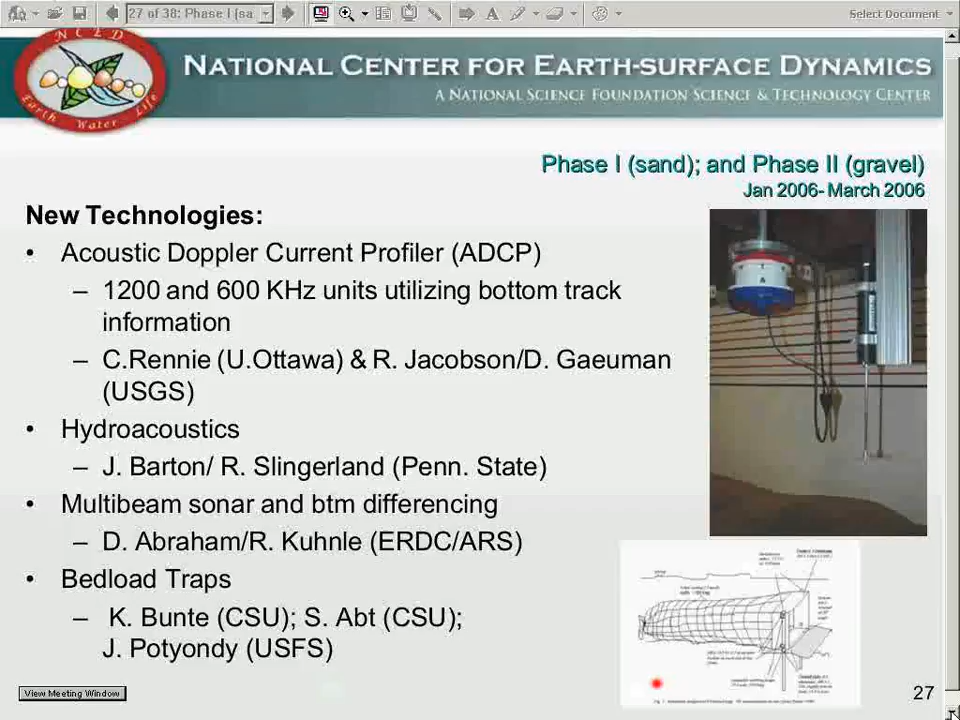 27 of 38: Phase I (sa
Select Document
NCED
Earth Water Life
NATIONAL CENTER FOR EARTH-SURFACE DYNAMICS
A NATIONAL SCIENCE FOUNDATION SCIENCE & TECHNOLOGY CENTER
Phase I (sand); and Phase II (gravel)
Jan 2006- March 2006
New Technologies:
• Acoustic Doppler Current Profiler (ADCP)
– 1200 and 600 KHz units utilizing bottom track
information
– C.Rennie (U.Ottawa) & R. Jacobson/D. Gaeuman
(USGS)
• Hydroacoustics
– J. Barton/ R. Slingerland (Penn. State)
• Multibeam sonar and btm differencing
– D. Abraham/R. Kuhnle (ERDC/ARS)
• Bedload Traps
– K. Bunte (CSU); S. Abt (CSU);
J. Potyondy (USFS)
View Meeting Window
27